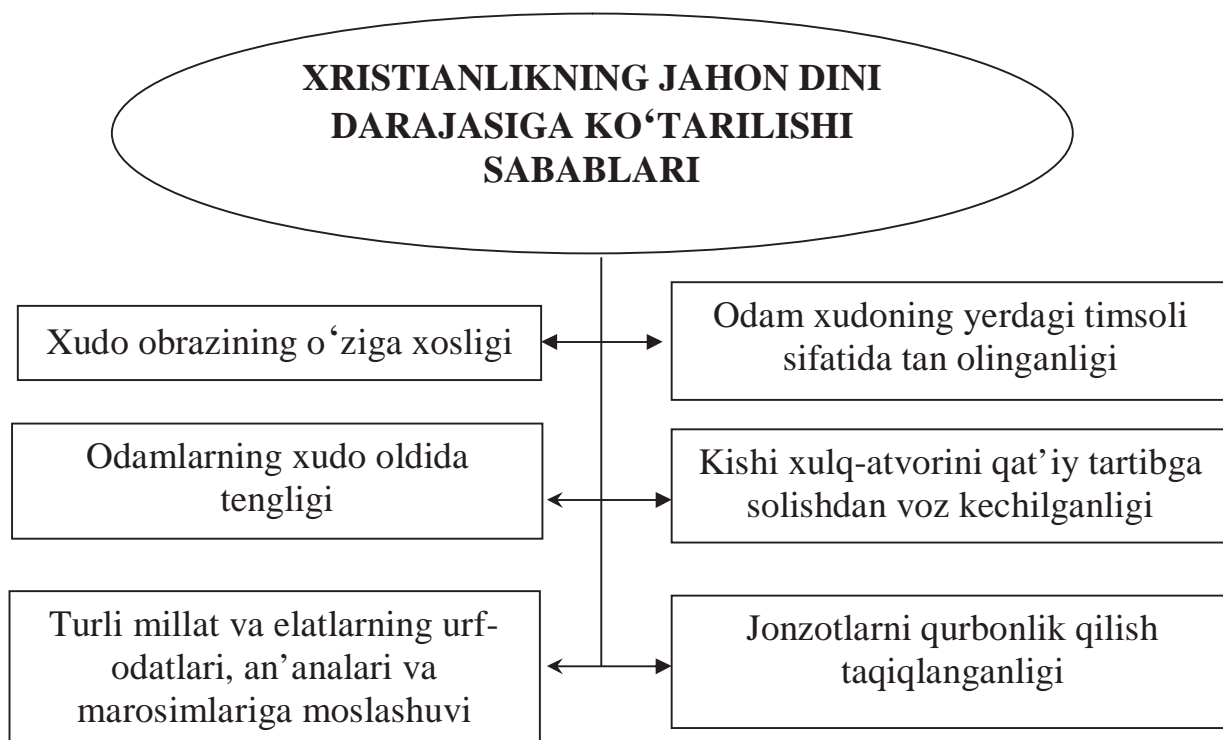 XRISTIANLIKNING JAHON DINI
DARAJASIGA KO‘TARILISHI
SABABLARI
Xudo obrazining o‘ziga xosligi
Odam xudoning yerdagi timsoli
sifatida tan olinganligi
Odamlarning xudo oldida
tengligi
Kishi xulq-atvorini qat’iy tartibga
solishdan voz kechilganligi
Turli millat va elatlarning urf-
odatlari, an’analari va
marosimlariga moslashuvi
Jonzotlarni qurbonlik qilish
taqiqlanganligi